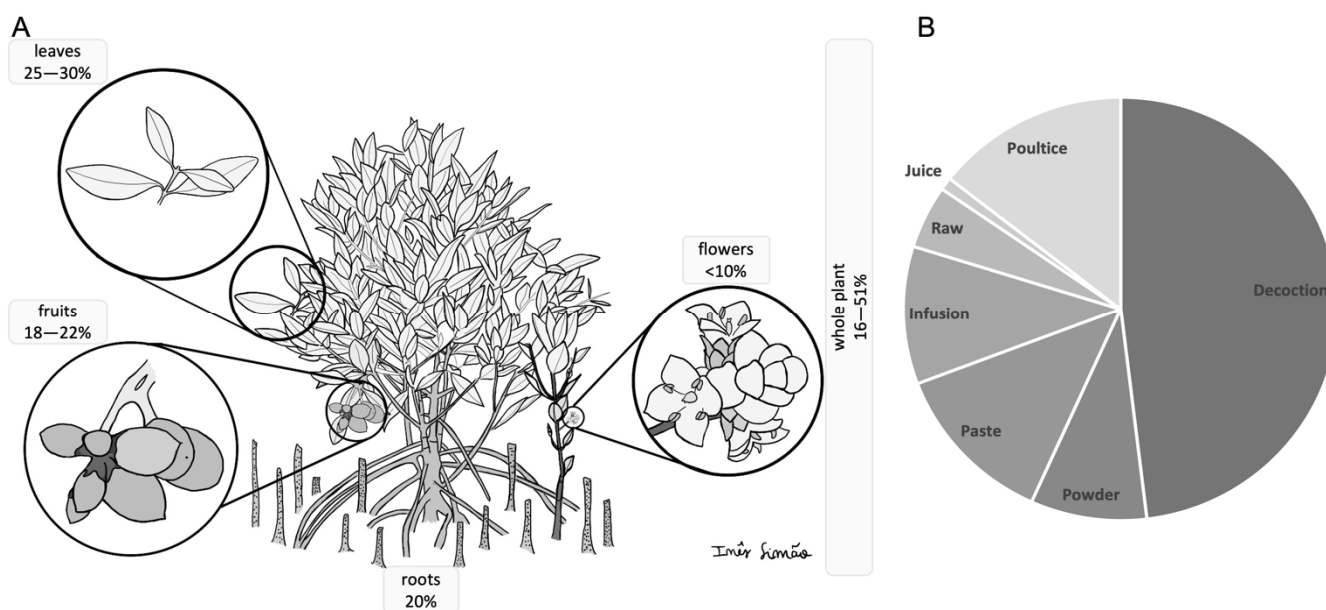 A
leaves
25—30%
fruits
18—22%
flowers
<10%
roots
20%
whole plant
16—51%
Inês Simão
B
Poultice
Juice
Raw
Infusion
Paste
Powder
Decoction